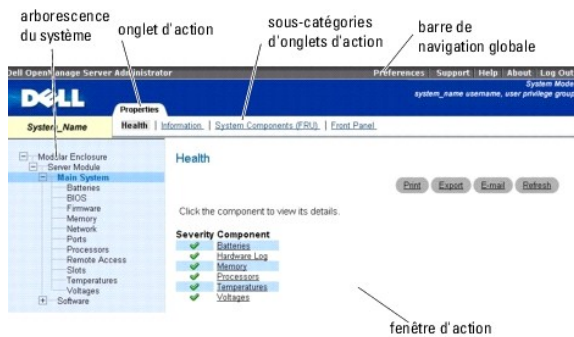 arborescence
du système
onglet d'action
sous-catégories
d'onglets d'action
barre de
navigation globale
Dell OpenManage Server Administrator
Preferences Support Help About Log Out
System Mode
system_name username, user privilege group
DELL
Properties
System_Name
Health Information System Components (FRU) Front Panel
Modular Enclosure
Server Module
Main System
Batteries
BIOS
Firmware
Memory
Network
Ports
Processors
Remote Access
Slots
Temperatures
Voltages
Software
Health
Print Export E-mail Refresh
Click the component to view its details.
Severity Component
Batteries
Hardware Log
Memory
Processors
Temperatures
Voltages
fenêtre d'action